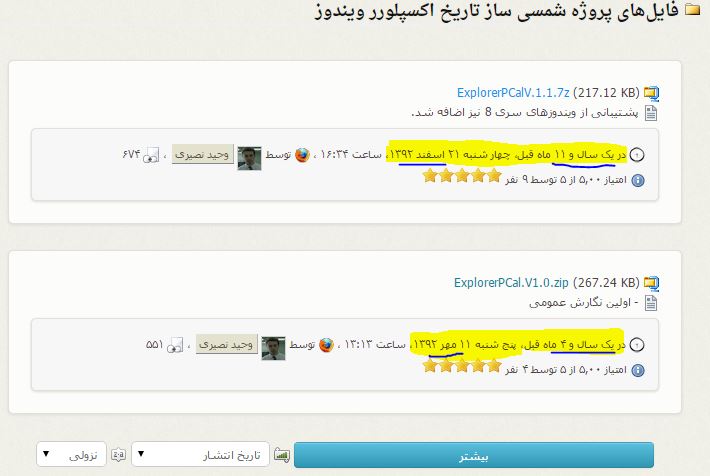 فایل‌های پروژه شمسی ساز تاریخ اکسپلورر ویندوز
ExplorerPCalV.1.1.7z (217.12 KB)
پشتیبانی از ویندوزهای سری 8 نیز اضافه شد.
در یک سال و ۱۱ ماه قبل، چهار شنبه ۲۱ اسفند ۱۳۹۲، ساعت ۱۶:۳۴ ، توسط وحید نصیری ، ۶۷۴
امتیاز ۵,۰۰ از ۵ توسط ۹ نفر
ExplorerPCal.V1.0.zip (267.24 KB)
- اولین نگارش عمومی
در یک سال و ۴ ماه قبل، پنج شنبه ۱۱ مهر ۱۳۹۲، ساعت ۱۳:۱۳ ، توسط وحید نصیری ، ۵۵۱
امتیاز ۵,۰۰ از ۵ توسط ۴ نفر
بیشتر تاریخ انتشار نزولی